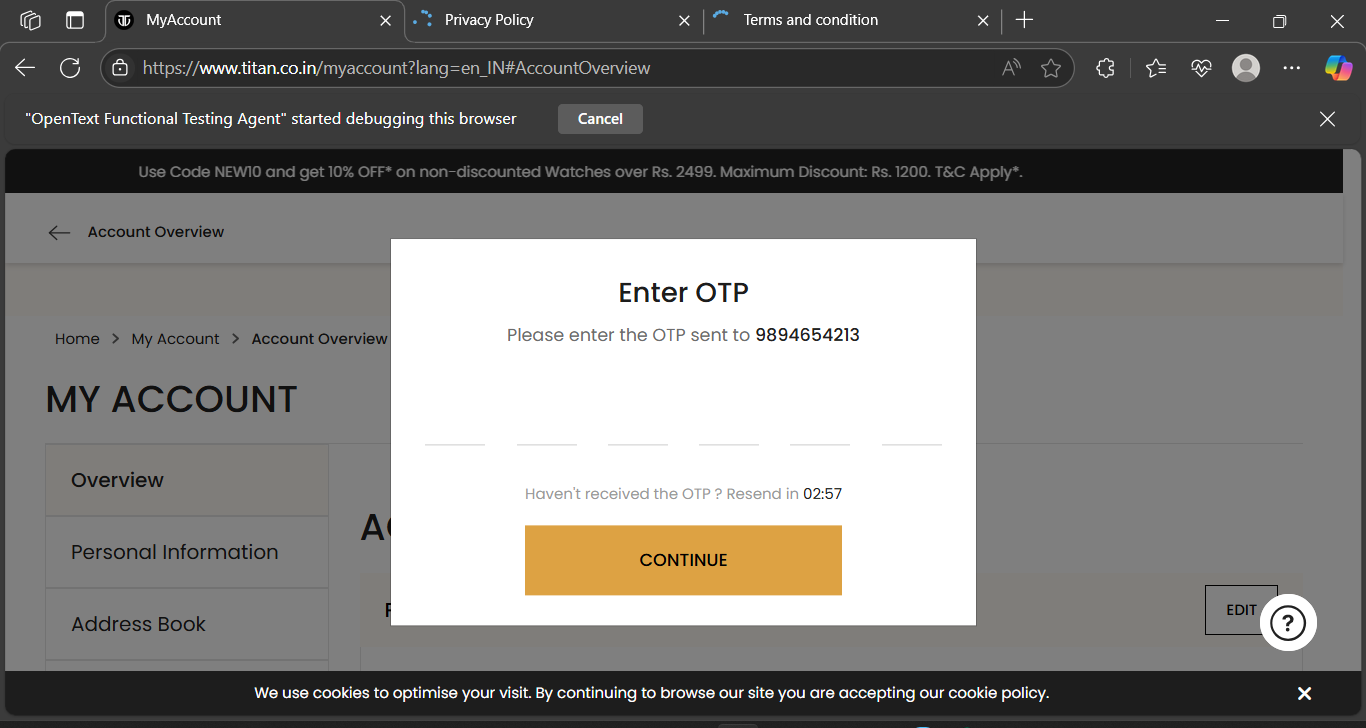 MyAccount
Privacy Policy
Terms and condition
https://www.titan.co.in/myaccount?lang=en_IN#AccountOverview
"OpenText Functional Testing Agent" started debugging this browser
Cancel
Use Code NEW10 and get 10% OFF* on non-discounted Watches over Rs. 2499. Maximum Discount: Rs. 1200. T&C Apply*.
Account Overview
Enter OTP
Please enter the OTP sent to 9894654213
Home > My Account > Account Overview
MY ACCOUNT
Overview
Haven't received the OTP ? Resend in 02:57
Personal Information
CONTINUE
Address Book
EDIT
?
We use cookies to optimise your visit. By continuing to browse our site you are accepting our cookie policy.